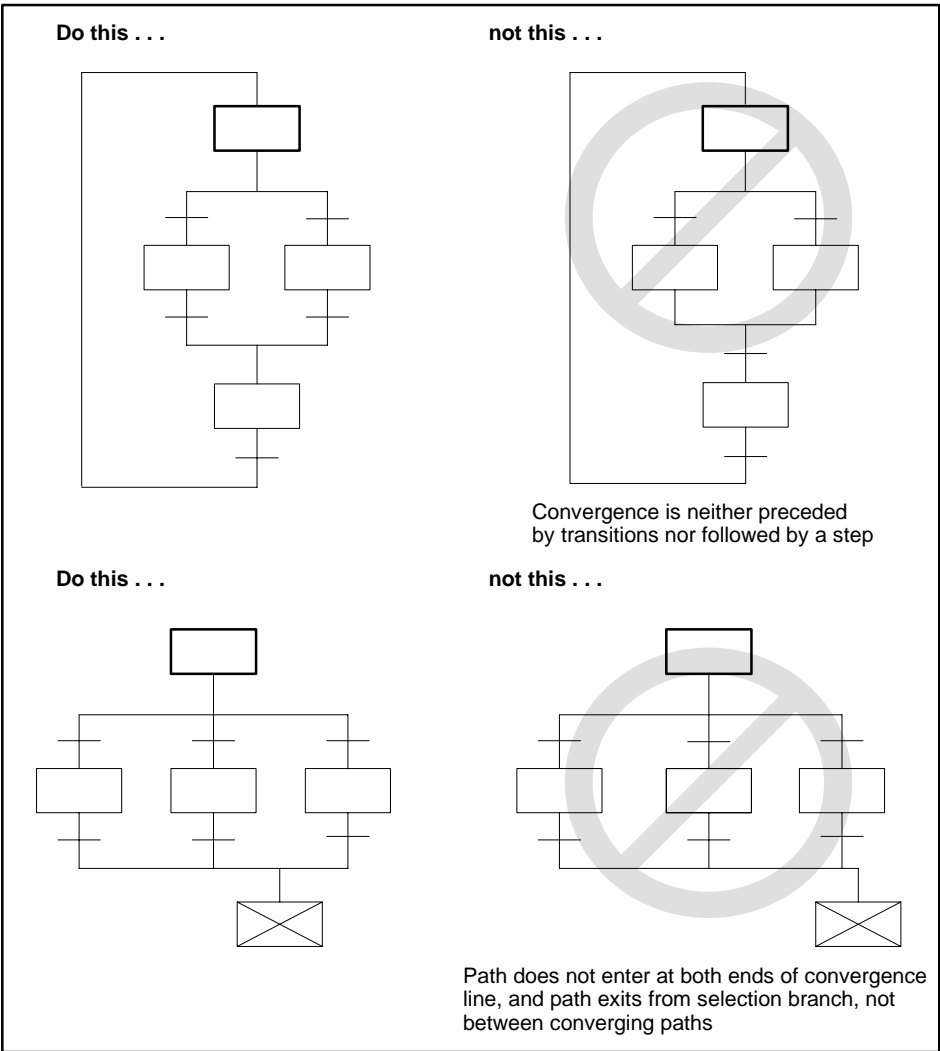 Do this . . .
not this . . .
Convergence is neither preceded
by transitions nor followed by a step
Do this . . .
not this . . .
Path does not enter at both ends of convergence
line, and path exits from selection branch, not
between converging paths